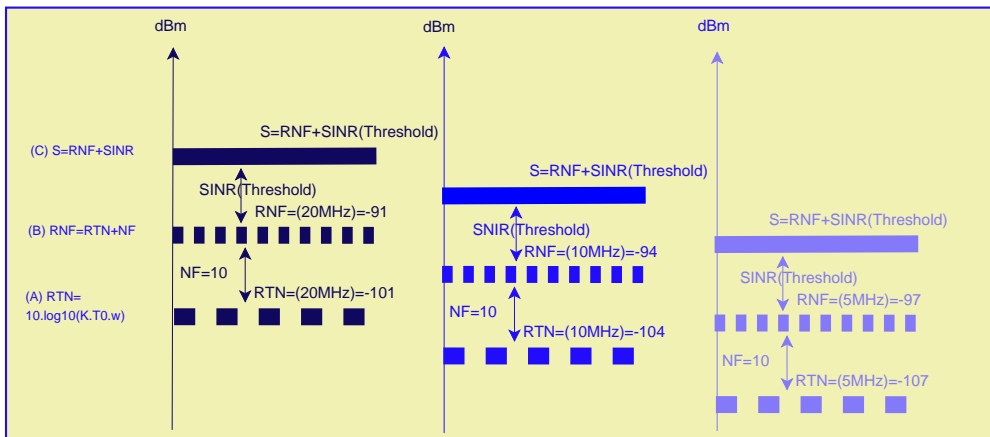 dBm
dBm
dBm
S=RNF+SINR(Threshold)
(C) S=RNF+SINR
SINR(Threshold)
RNF=(20MHz)=-91
(B) RNF=RTN+NF
NF=10
RTN=(20MHz)=-101
(A) RTN=
10.log10(K.T0.w)
S=RNF+SINR(Threshold)
SNIR(Threshold)
RNF=(10MHz)=-94
NF=10
RTN=(10MHz)=-104
S=RNF+SINR(Threshold)
SINR(Threshold)
RNF=(5MHz)=-97
NF=10
RTN=(5MHz)=-107